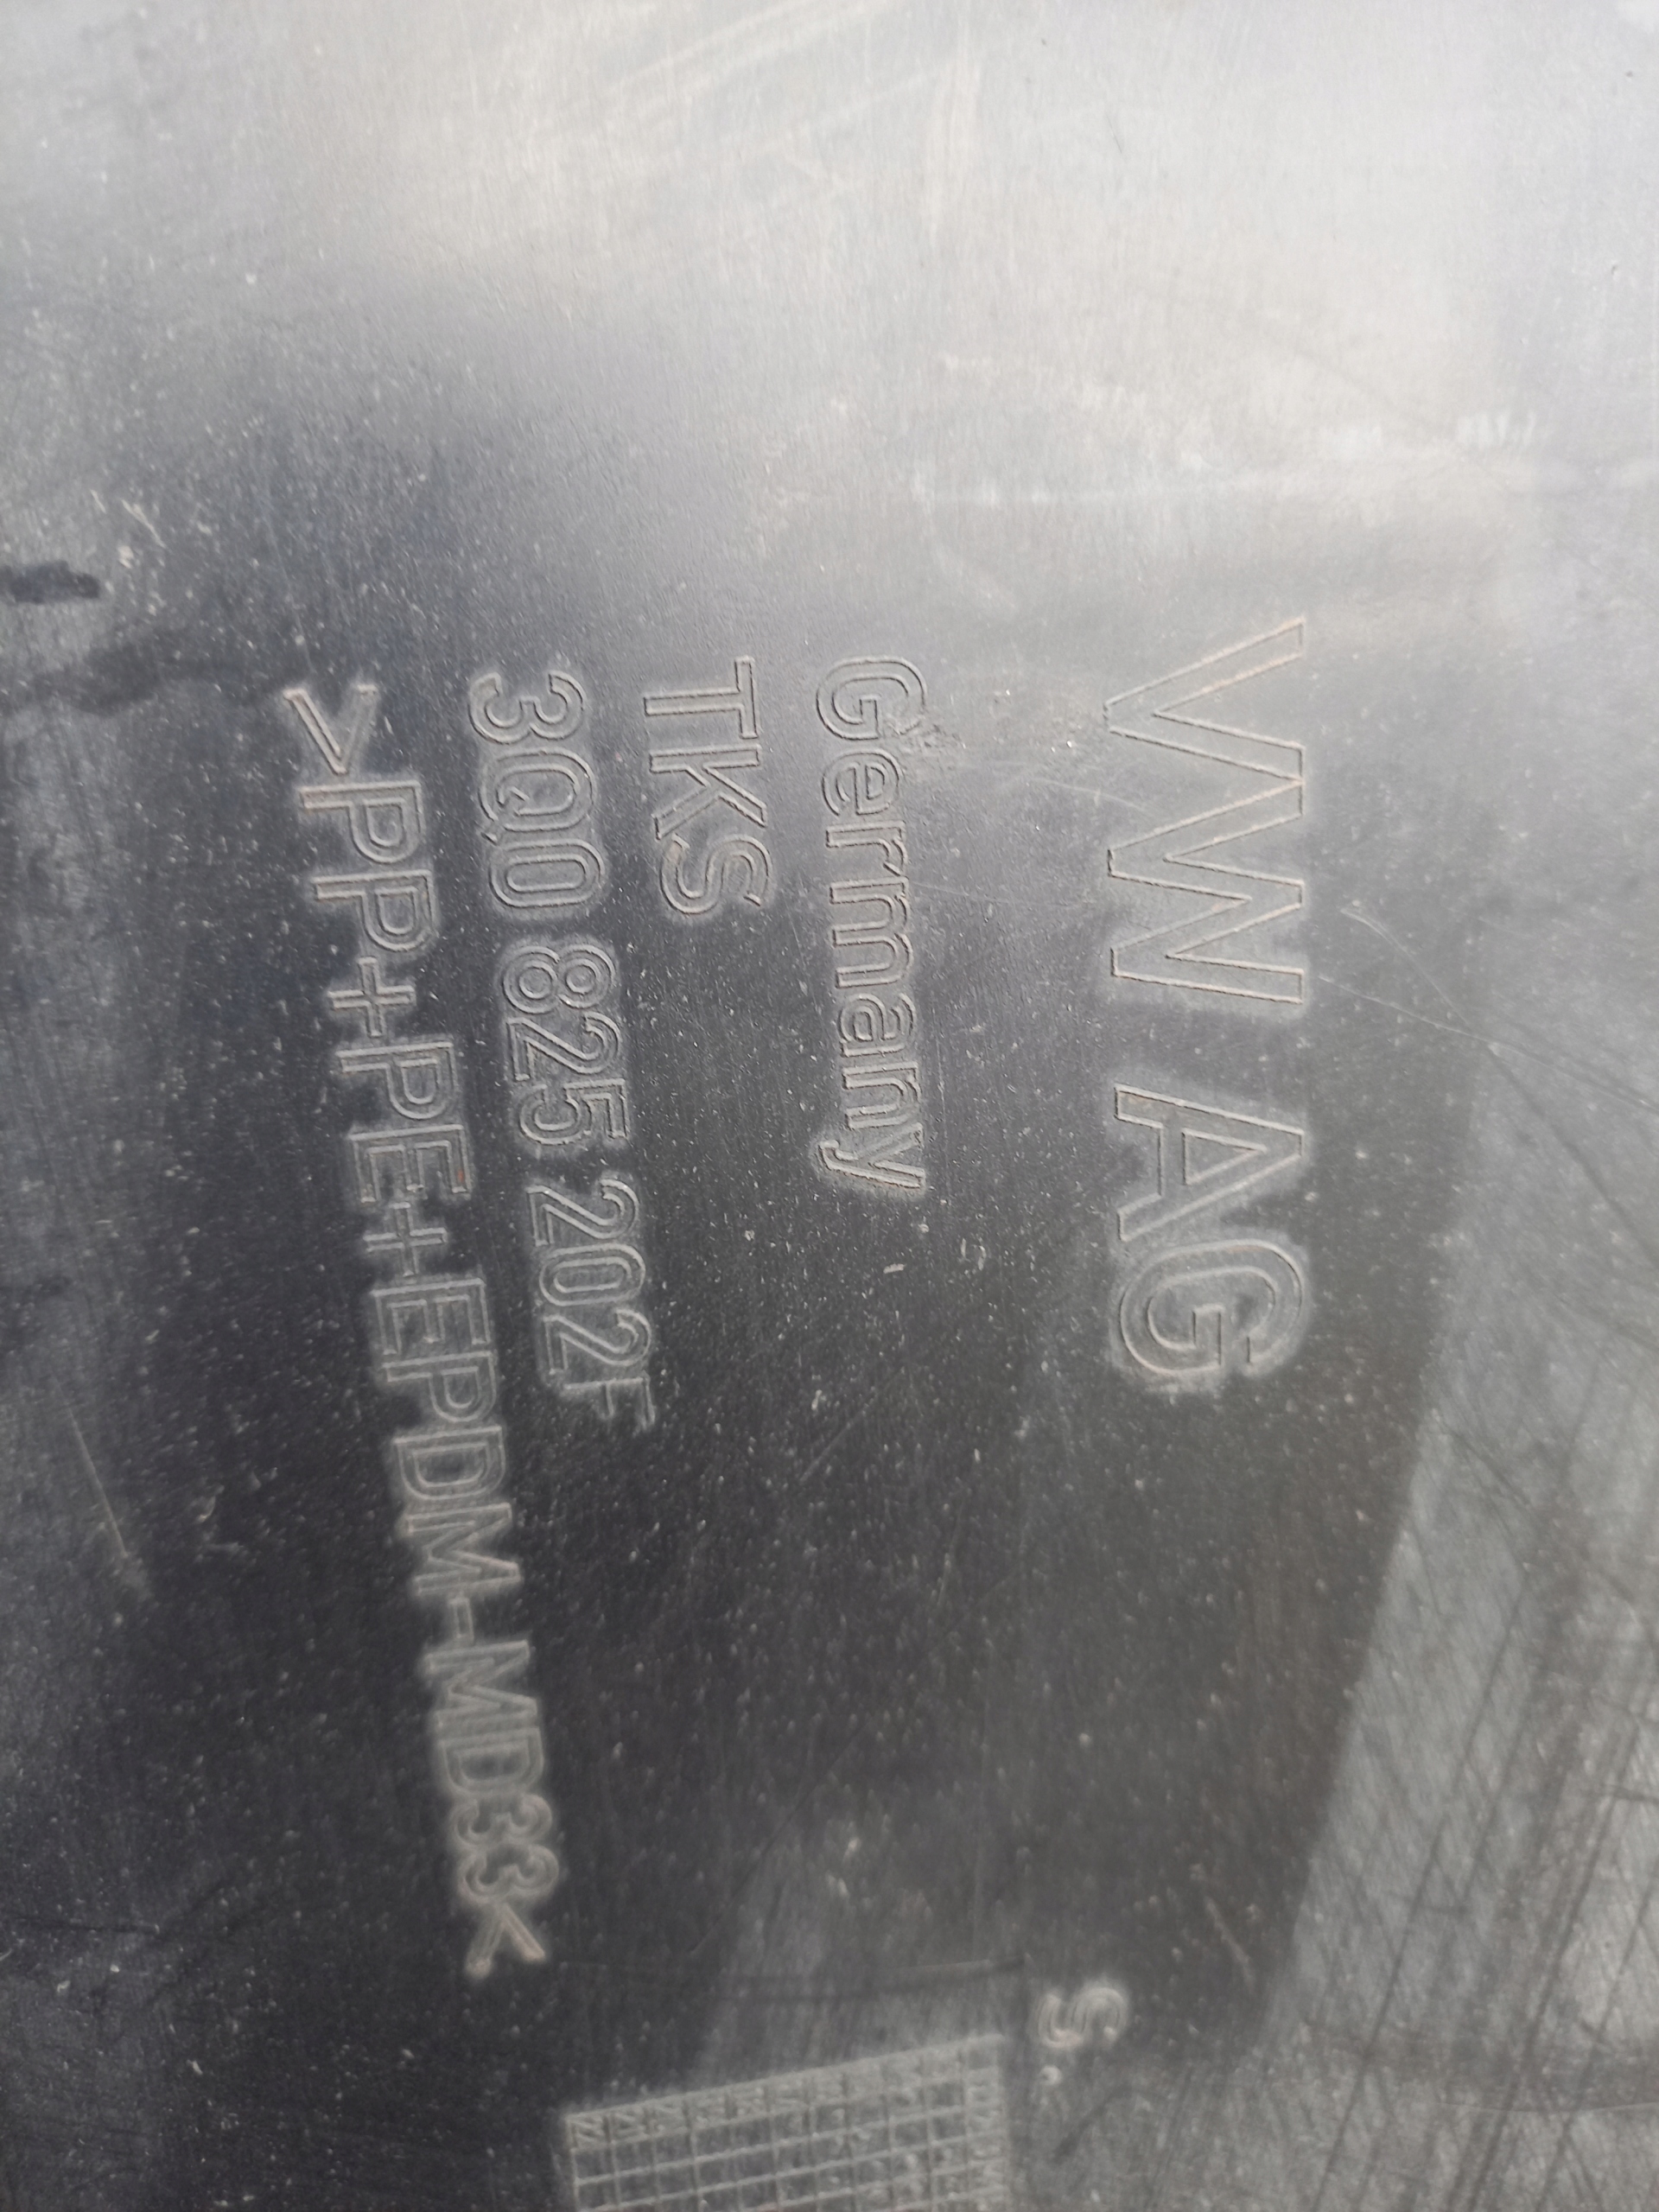 VW AG
Germany
TKS
3Q0 825 202F
>PP+PE+EPDM-MD33<
S.